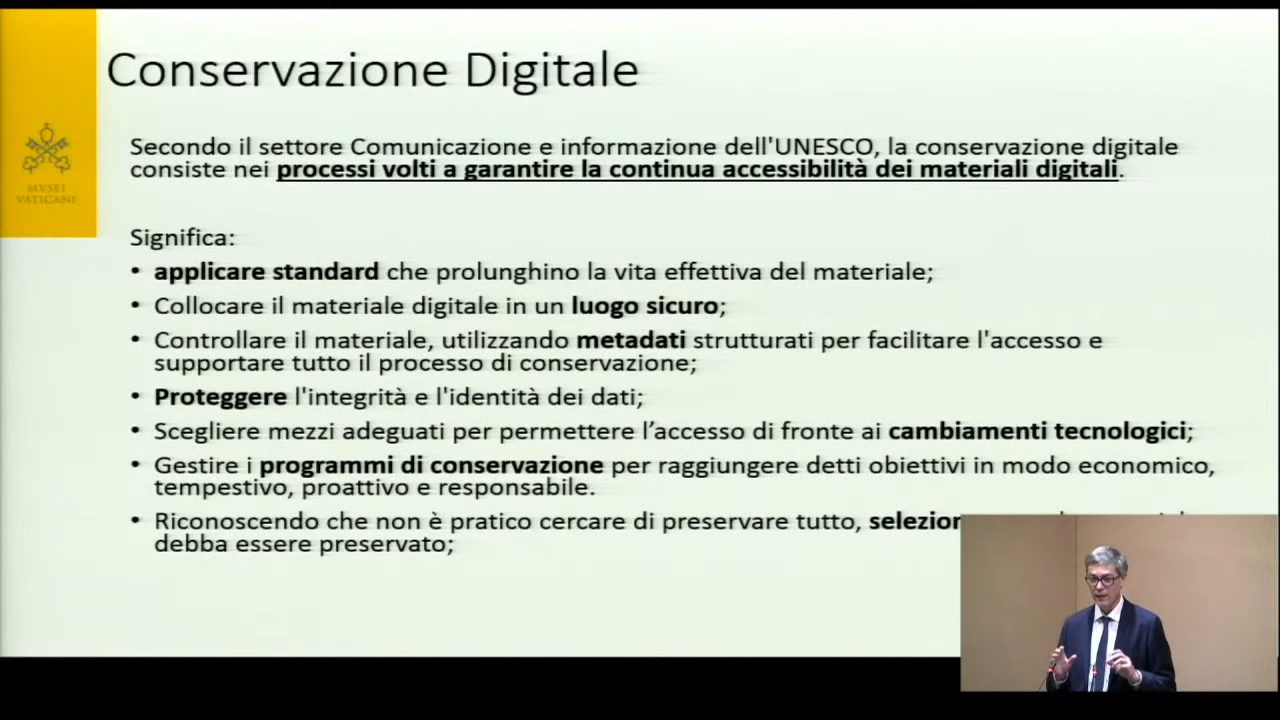 Conservazione Digitale
MVSEI
VATICANI
Secondo il settore Comunicazione e informazione dell'UNESCO, la conservazione digitale
consiste nei processi volti a garantire la continua accessibilità dei materiali digitali.
Significa:
• applicare standard che prolunghino la vita effettiva del materiale;
• Collocare il materiale digitale in un luogo sicuro;
• Controllare il materiale, utilizzando metadati strutturati per facilitare l'accesso e
supportare tutto il processo di conservazione;
• Proteggere l'integrità e l'identità dei dati;
• Scegliere mezzi adeguati per permettere l’accesso di fronte ai cambiamenti tecnologici;
• Gestire i programmi di conservazione per raggiungere detti obiettivi in modo economico,
tempestivo, proattivo e responsabile.
• Riconoscendo che non è pratico cercare di preservare tutto,
debba essere preservato;